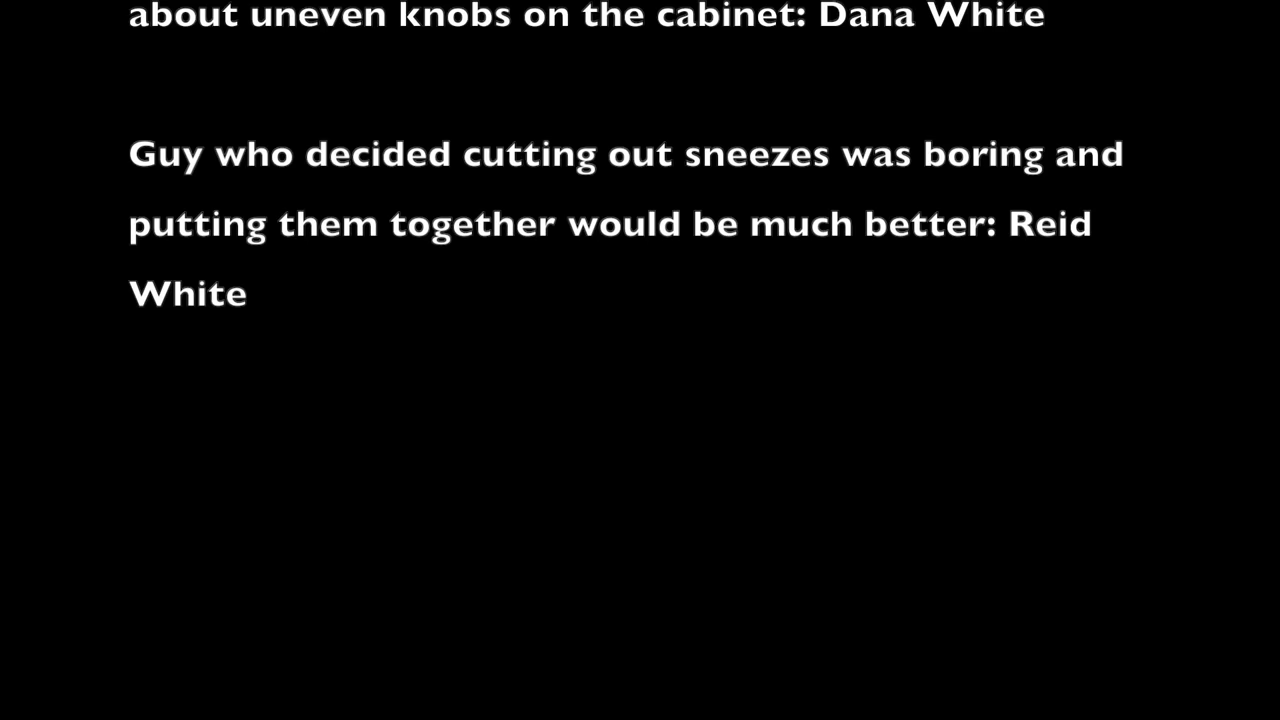 about uneven knobs on the cabinet: Dana White
Guy who decided cutting out sneezes was boring and
putting them together would be much better: Reid
White